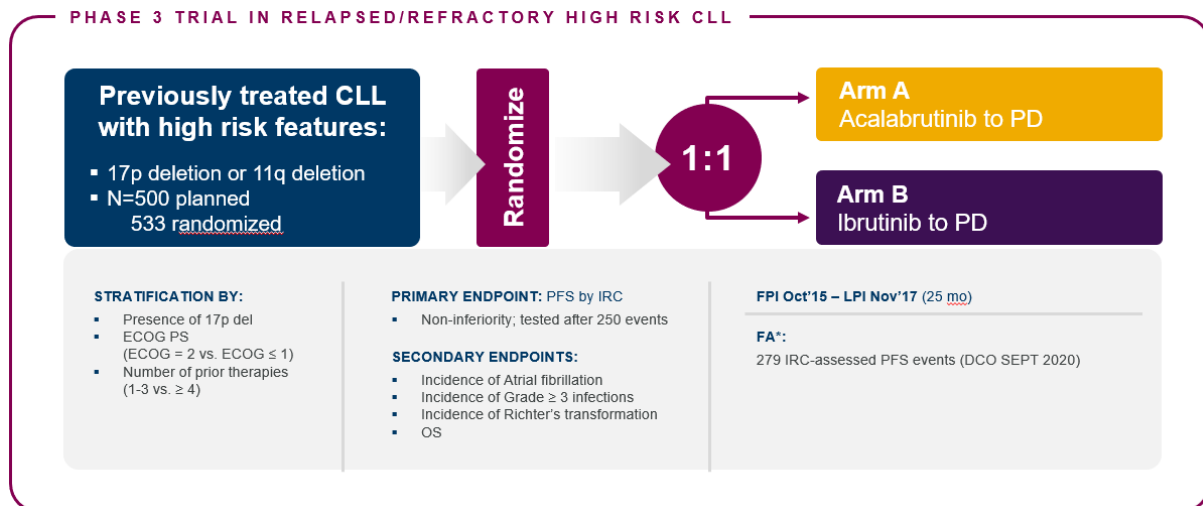 PHASE 3 TRIAL IN RELAPSED/REFRACTORY HIGH RISK CLL
Previously treated CLL
with high risk features:
▪ 17p deletion or 11q deletion
▪ N=500 planned
533 randomized
Randomize
1:1
Arm A
Acalabrutinib to PD
Arm B
Ibrutinib to PD
STRATIFICATION BY:
▪ Presence of 17p del
▪ ECOG PS
(ECOG = 2 vs. ECOG ≤ 1)
▪ Number of prior therapies
(1-3 vs. ≥ 4)
PRIMARY ENDPOINT: PFS by IRC
▪ Non-inferiority; tested after 250 events
SECONDARY ENDPOINTS:
▪ Incidence of Atrial fibrillation
▪ Incidence of Grade ≥ 3 infections
▪ Incidence of Richter's transformation
▪ OS
FPI Oct'15 – LPI Nov'17 (25 mo)
FA*:
279 IRC-assessed PFS events (DCO SEPT 2020)